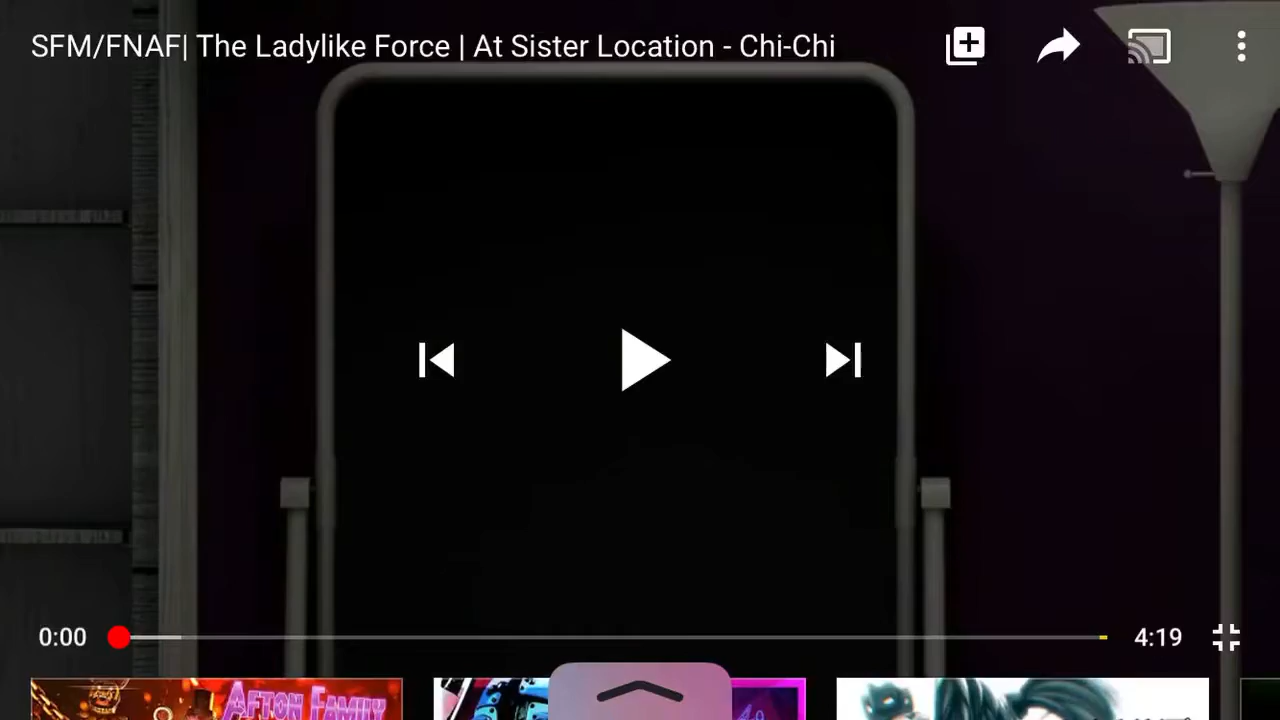 SFM/FNAF| The Ladylike Force | At Sister Location - Chi-Chi
0:00
4:19
AFTON FAMILY